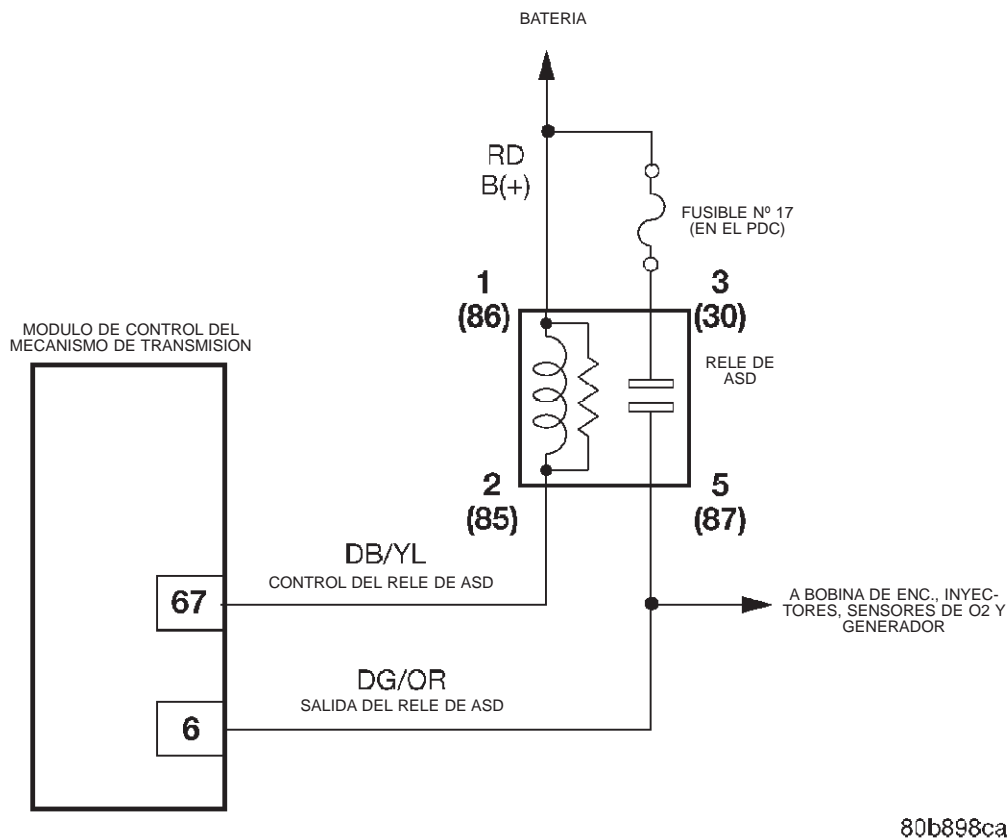 BATERIA
RD
B(+)
FUSIBLE Nº 17
(EN EL PDC)
1
(86)
3
(30)
MODULO DE CONTROL DEL
MECANISMO DE TRANSMISION
RELE DE
ASD
2
(85)
5
(87)
DB/YL
CONTROL DEL RELE DE ASD
67
A BOBINA DE ENC., INYEC-
TORES, SENSORES DE O2 Y
GENERADOR
DG/OR
SALIDA DEL RELE DE ASD
6
80b898ca